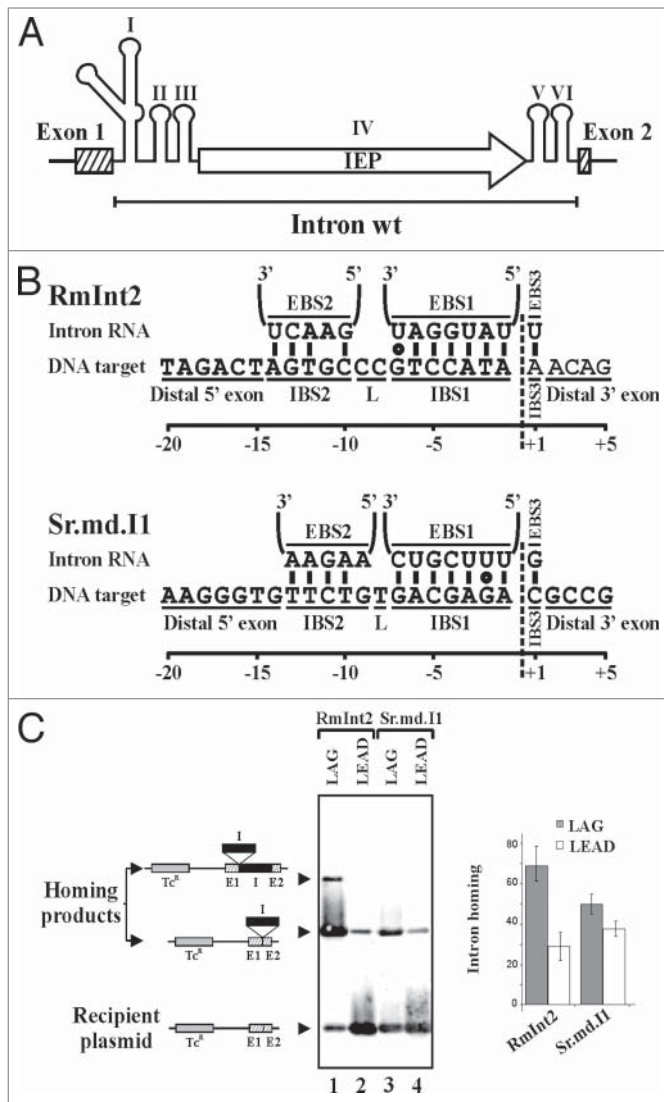 A
I
II III
V VI
Exon 1
IV
Exon 2
IEP
Intron wt
B
RmInt2
3' 5' 3' 5'
EBS2 EBS1 EBS3
Intron RNA UCAAG UAGGUAU U
DNA target TAGACTAGTGCCCGTCCATA AACAG
Distal 5' exon IBS2 L IBS1 IBS3 Distal 3' exon
-20 -15 -10 -5 +1 +5
Sr.md.I1
3' 5' 3' 5'
EBS2 EBS1 EBS3
Intron RNA AAGAA CUGCUUU G
DNA target AAGGGTGTTCTGTGACGAGA CGCCG
Distal 5' exon IBS2 L IBS1 IBS3 Distal 3' exon
-20 -15 -10 -5 +1 +5
C
RmInt2 Sr.md.I1
LAG LEAD LAG LEAD
Homing products
I
TcR E1 I E2
I
TcR E1 E2
Recipient plasmid
TcR E1 E2
1 2 3 4
LAG
LEAD
Intron homing
80
60
40
20
0
RmInt2
Sr.md.I1